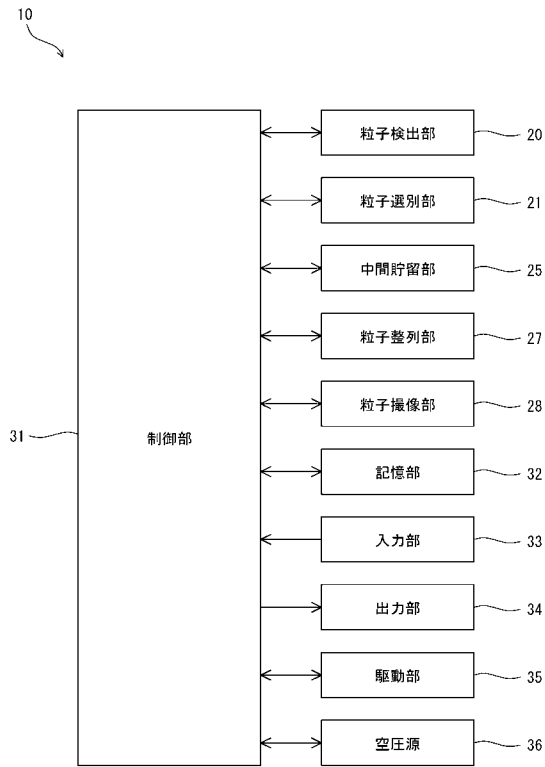 10
粒子検出部 20
粒子選別部 21
中間貯留部 25
粒子整列部 27
粒子撮像部 28
31 制御部
記憶部 32
入力部 33
出力部 34
駆動部 35
空圧源 36